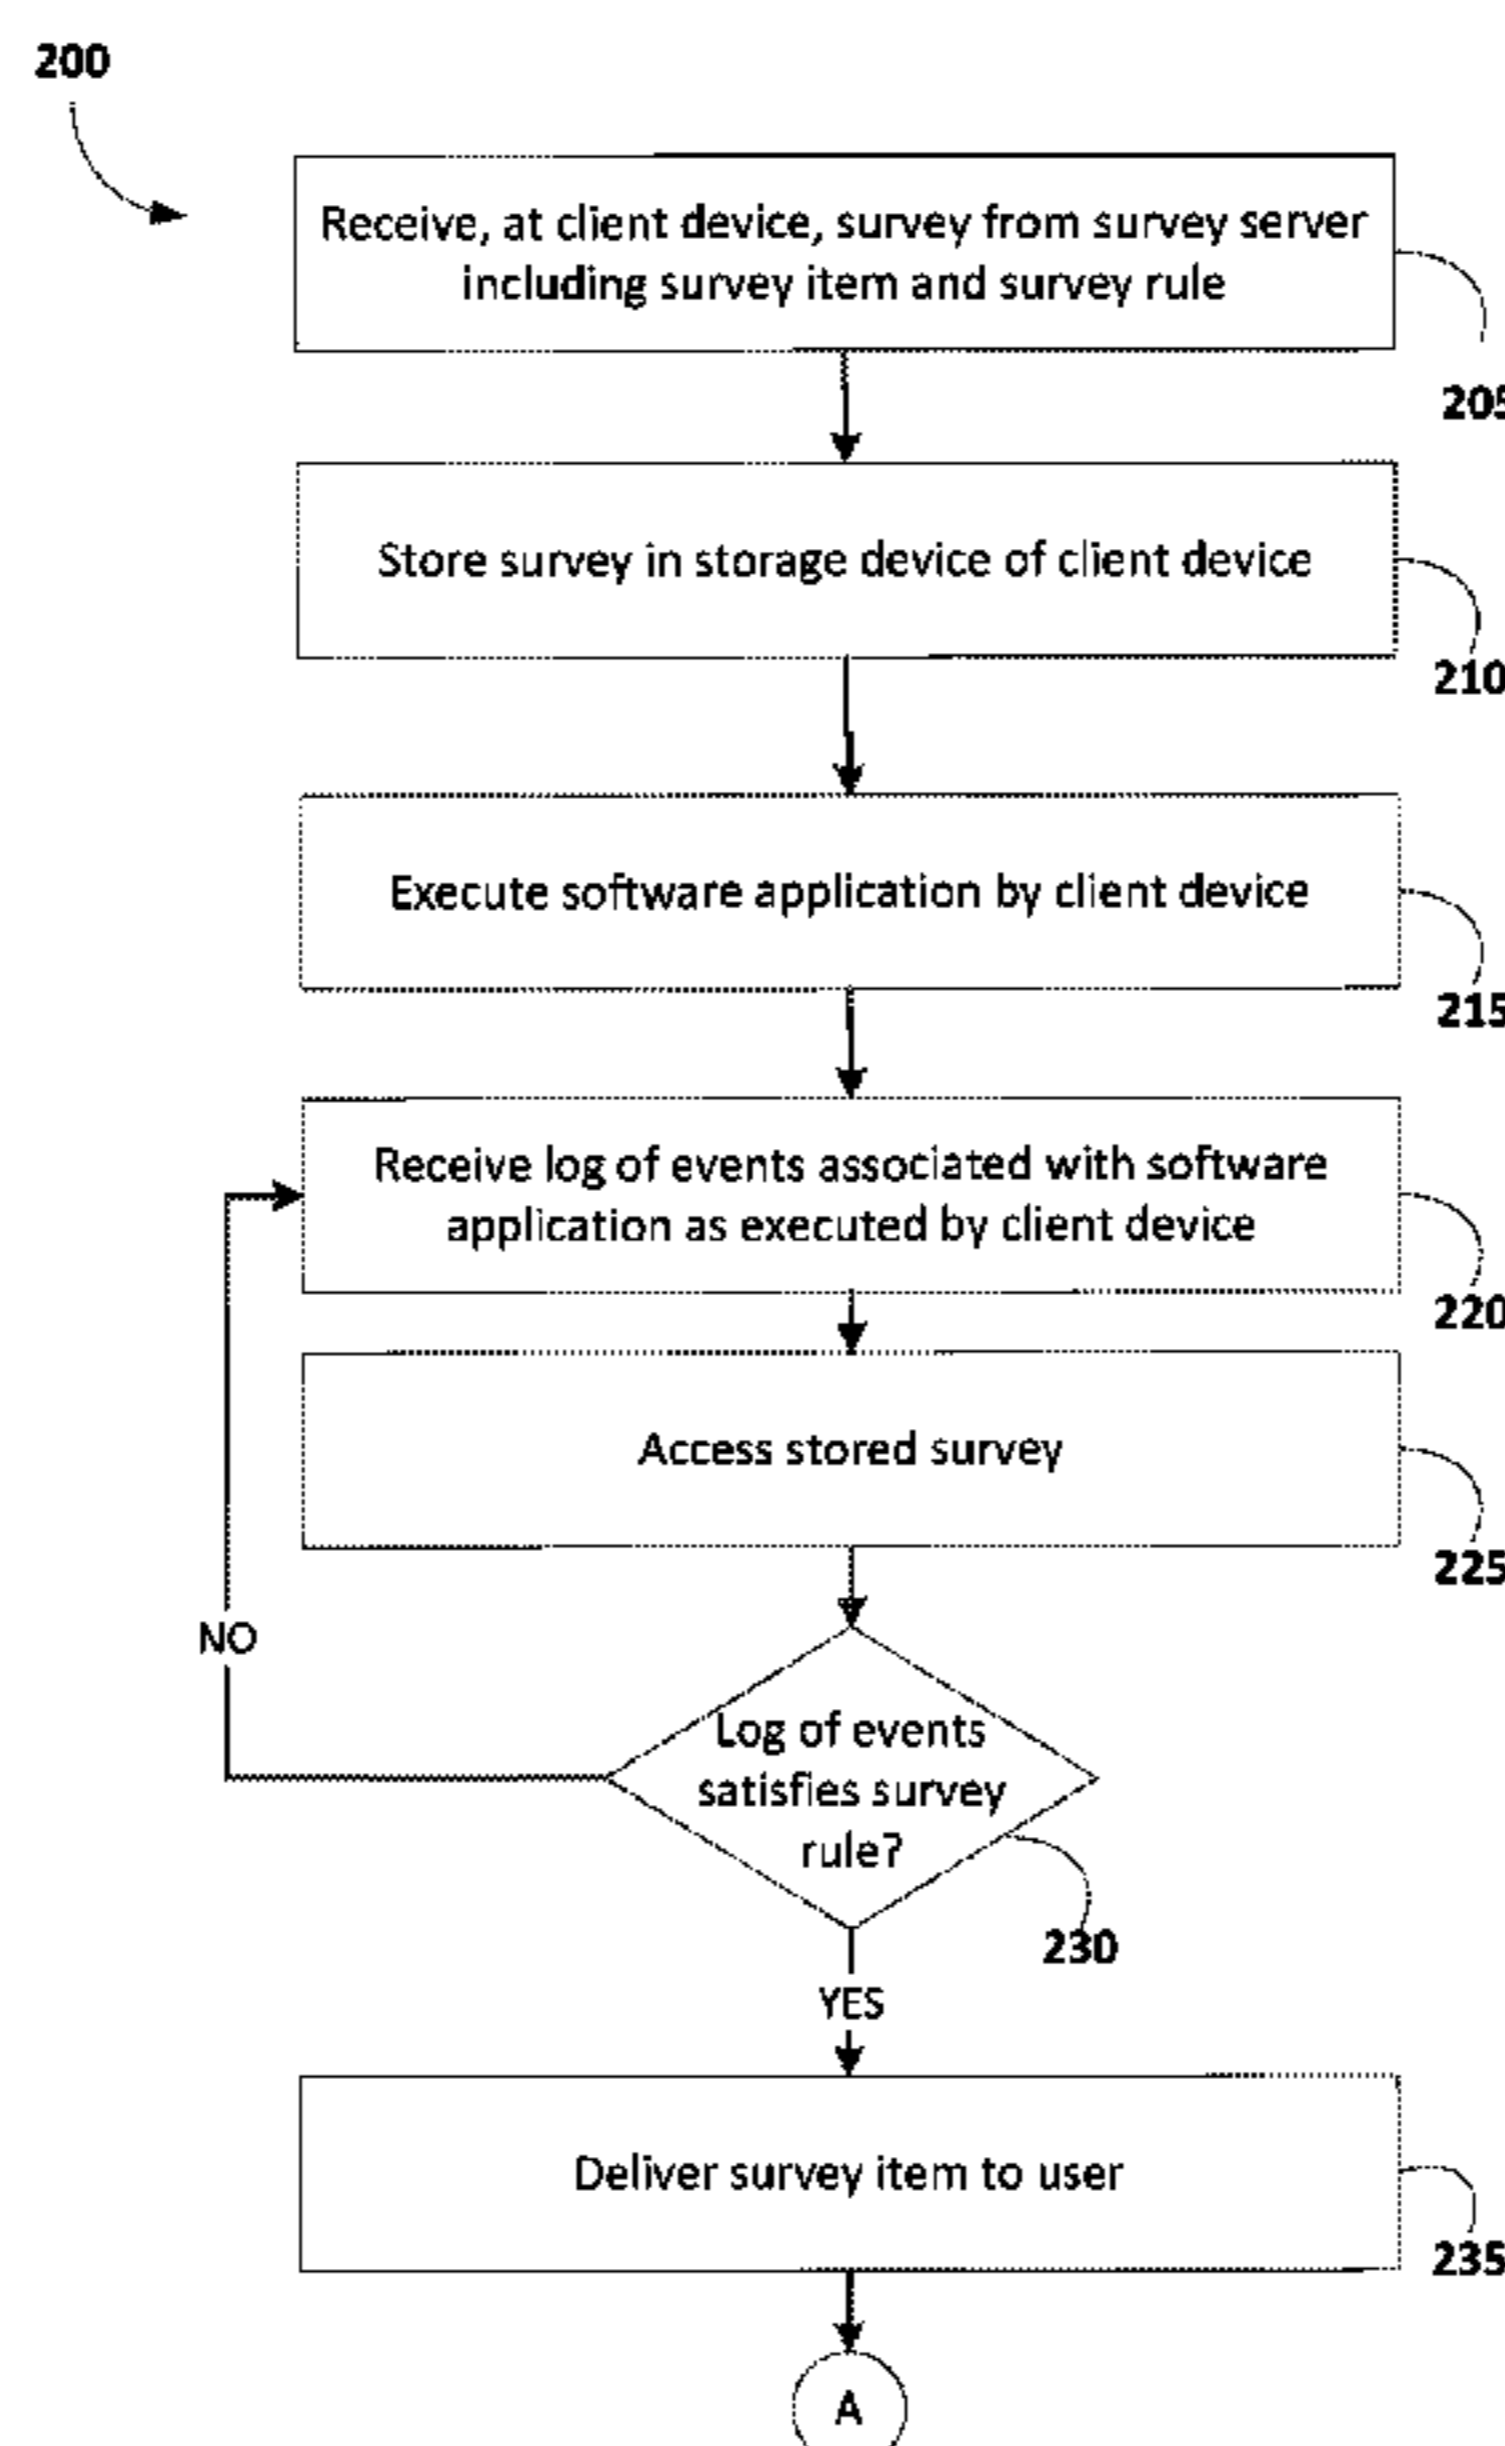 200
Receive, at client device, survey from survey server
including survey item and survey rule
205
Store survey in storage device of client device
210
Execute software application by client device
215
Receive log of events associated with software
application as executed by client device
220
Access stored survey
225
NO
Log of events
satisfies survey
rule?
230
YES
Deliver survey item to user
235
A